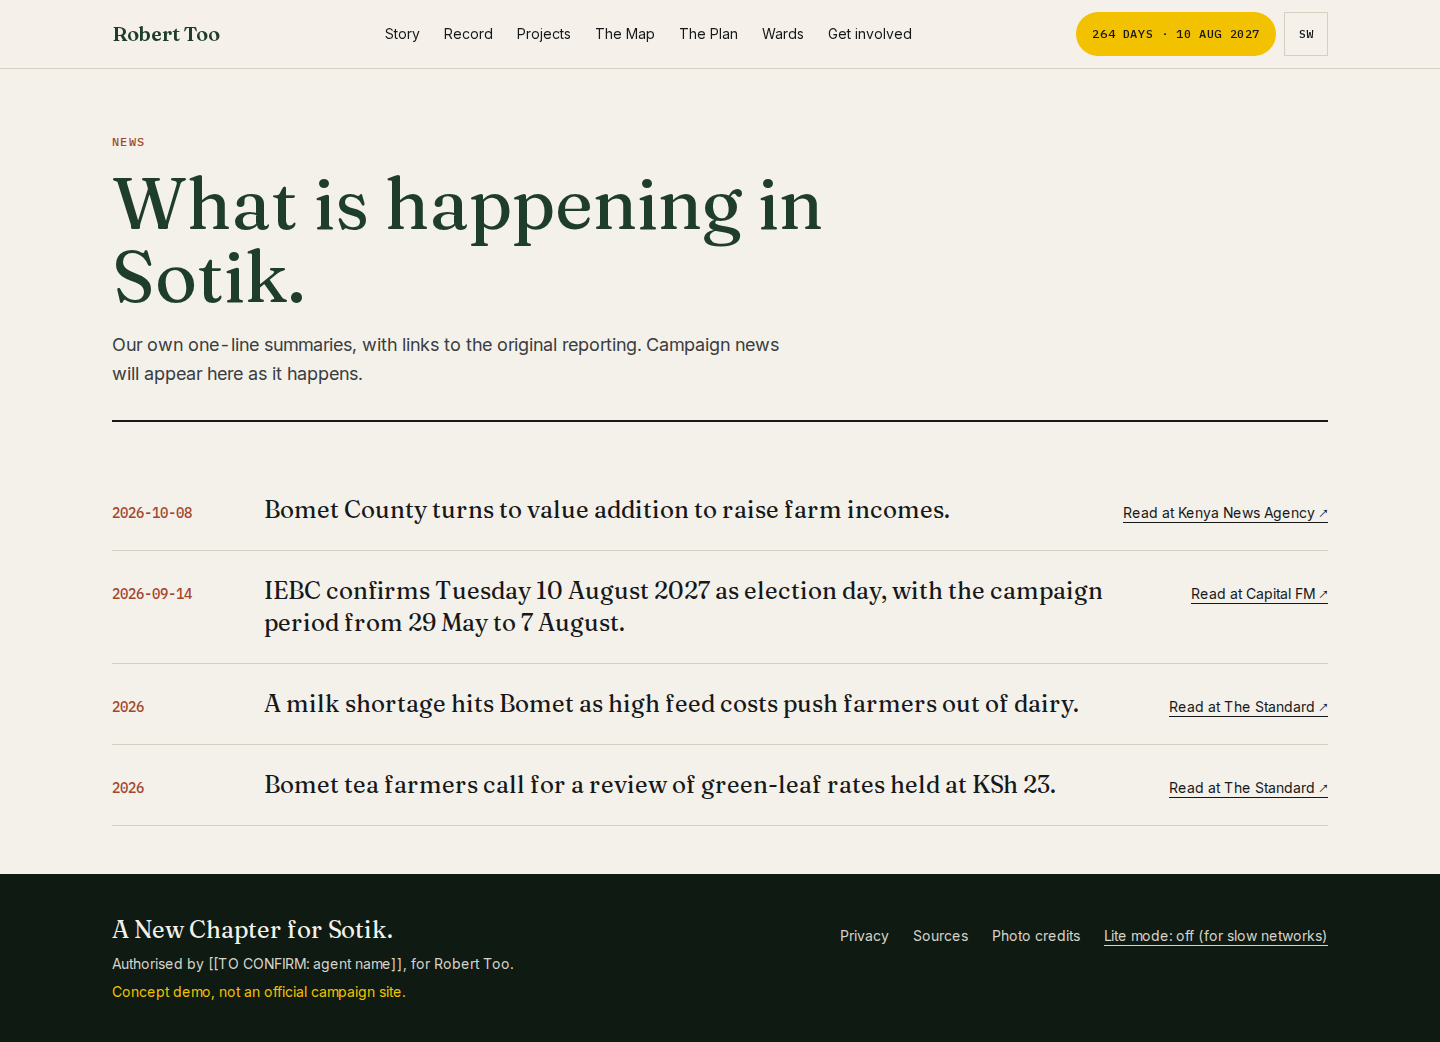 Robert Too
Story Record Projects The Map The Plan Wards Get involved
264 DAYS · 10 AUG 2027
SW
NEWS
What is happening in
Sotik.
Our own one-line summaries, with links to the original reporting. Campaign news
will appear here as it happens.
2026-10-08
Bomet County turns to value addition to raise farm incomes.
Read at Kenya News Agency ↗
2026-09-14
IEBC confirms Tuesday 10 August 2027 as election day, with the campaign
period from 29 May to 7 August.
Read at Capital FM ↗
2026
A milk shortage hits Bomet as high feed costs push farmers out of dairy.
Read at The Standard ↗
2026
Bomet tea farmers call for a review of green-leaf rates held at KSh 23.
Read at The Standard ↗
A New Chapter for Sotik.
Authorised by [[TO CONFIRM: agent name]], for Robert Too.
Concept demo, not an official campaign site.
Privacy Sources Photo credits Lite mode: off (for slow networks)